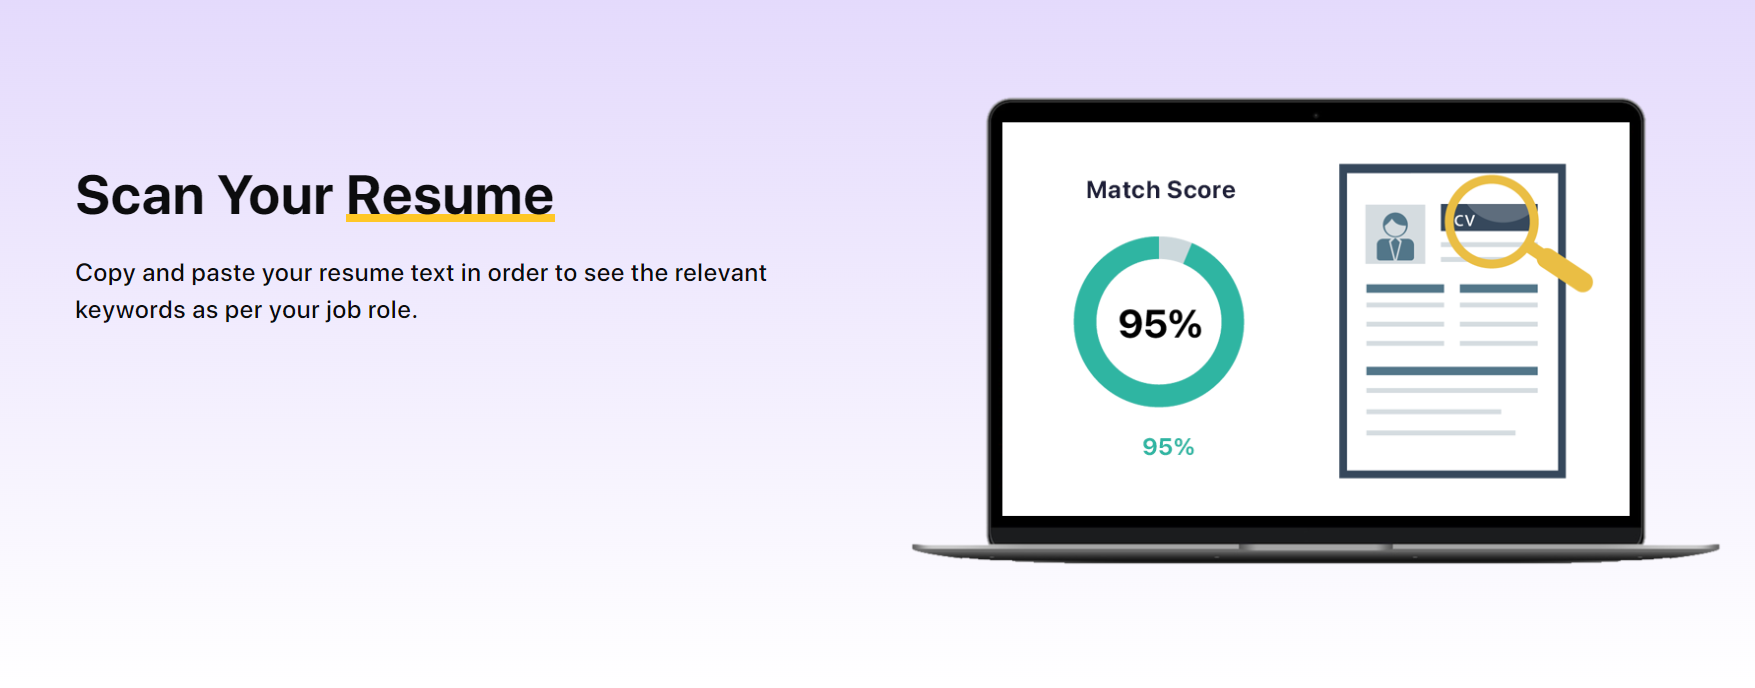 Scan Your Resume
Copy and paste your resume text in order to see the relevant
keywords as per your job role.
Match Score
95%
95%
CV